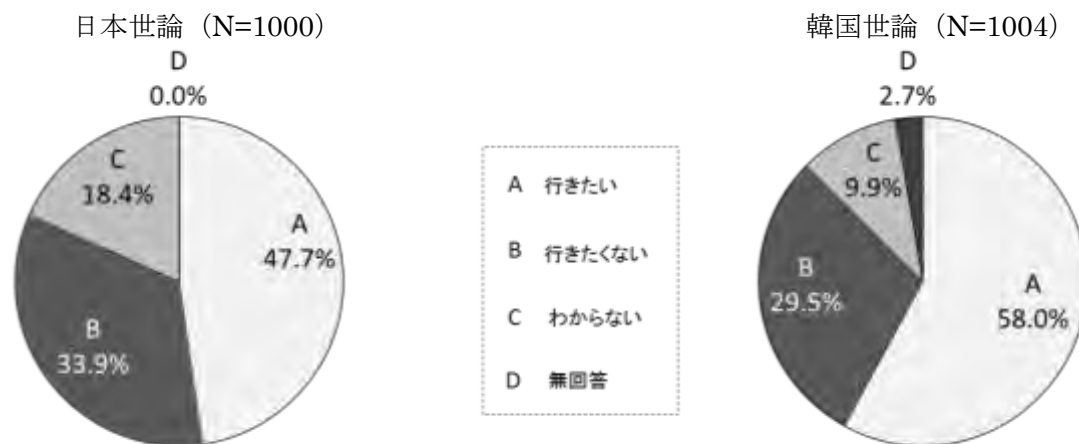 日本世論（N=1000）
D
0.0%
C
18.4%
A
47.7%
B
33.9%
A 行きたい
B 行きたくない
C わからない
D 無回答
韓国世論（N=1004）
D
2.7%
C
9.9%
B
29.5%
A
58.0%